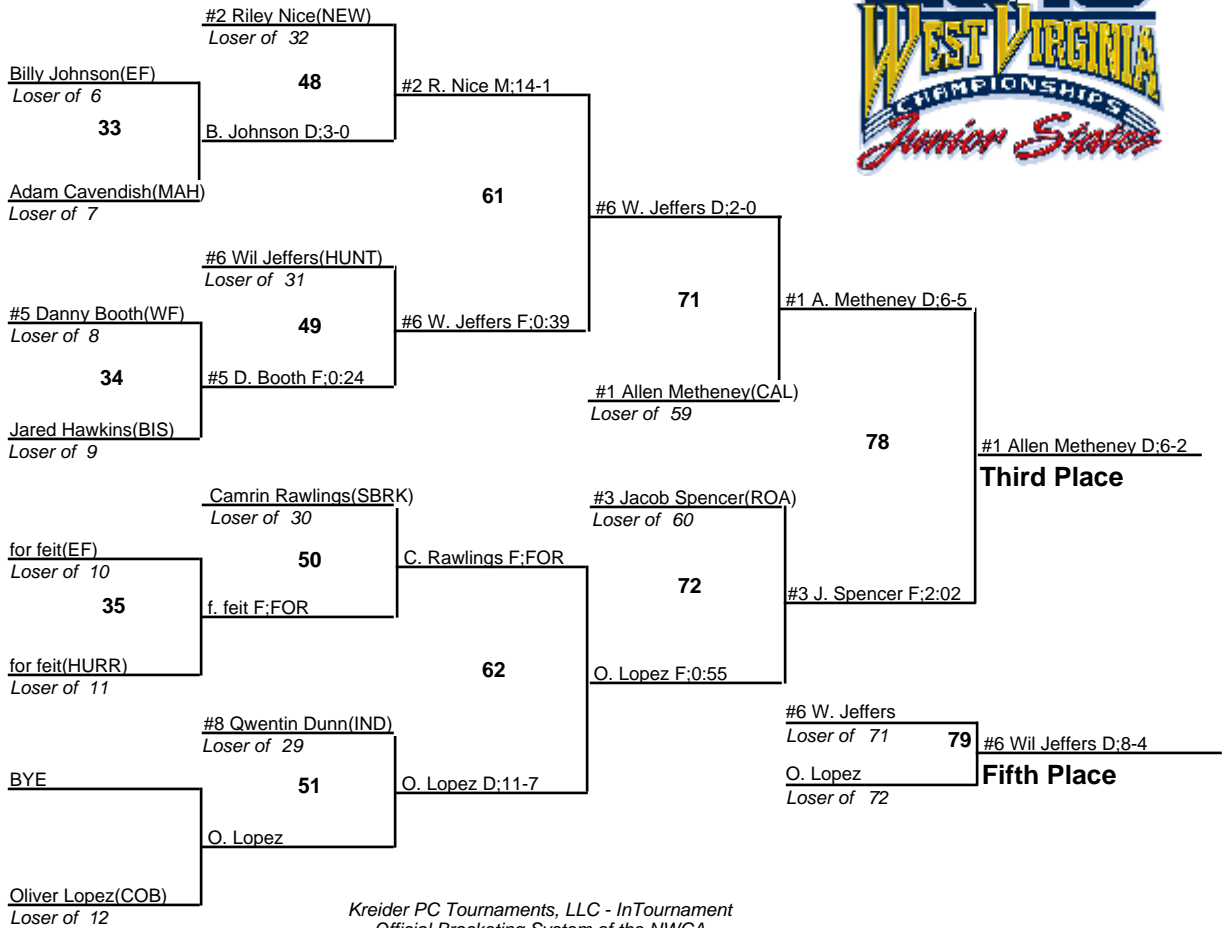 #2 Riley Nice(NEW)
Loser of 32
Billy Johnson(EF)
Loser of 6
48
#2 R. Nice M;14-1
33
B. Johnson D;3-0
Adam Cavendish(MAH)
Loser of 7
61
#6 W. Jeffers D;2-0
#6 Wil Jeffers(HUNT)
Loser of 31
#5 Danny Booth(WF)
Loser of 8
49
#6 W. Jeffers F;0:39
71
#1 A. Metheney D;6-5
34
#5 D. Booth F;0:24
#1 Allen Metheney(CAL)
Loser of 59
Jared Hawkins(BIS)
Loser of 9
78
#1 Allen Metheney D;6-2
Third Place
Camrin Rawlings(SBRK)
Loser of 30
#3 Jacob Spencer(ROA)
Loser of 60
for feit(EF)
Loser of 10
50
C. Rawlings F;FOR
35
f. feit F;FOR
72
#3 J. Spencer F;2:02
for feit(HURR)
Loser of 11
62
O. Lopez F;0:55
#8 Qwentin Dunn(IND)
Loser of 29
#6 W. Jeffers
Loser of 71
79
#6 Wil Jeffers D;8-4
Fifth Place
BYE
51
O. Lopez D;11-7
O. Lopez
Loser of 72
O. Lopez
Oliver Lopez(COB)
Loser of 12
Kreider PC Tournaments, LLC - InTournament
Official Bracketing System of the NWCA
WEST VIRGINIA
CHAMPIONSHIPS
Junior States